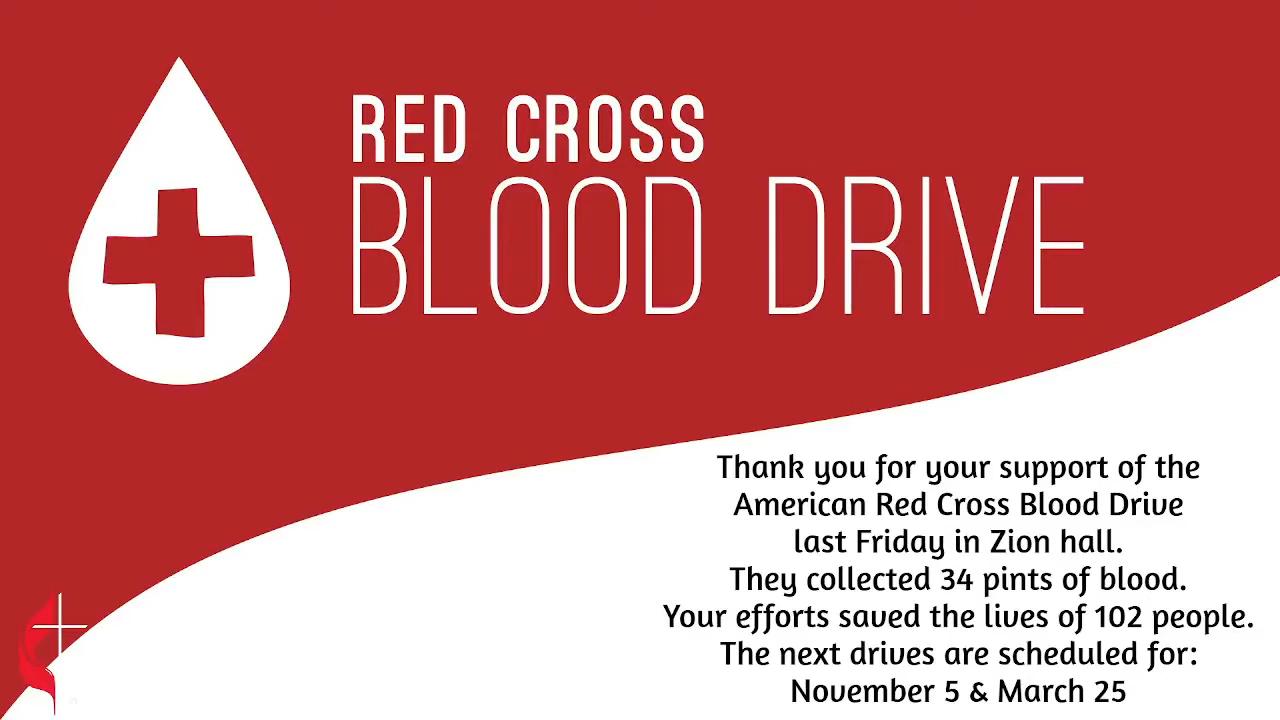 RED CROSS
BLOOD DRIVE
Thank you for your support of the
American Red Cross Blood Drive
last Friday in Zion hall.
They collected 34 pints of blood.
Your efforts saved the lives of 102 people.
The next drives are scheduled for:
November 5 & March 25